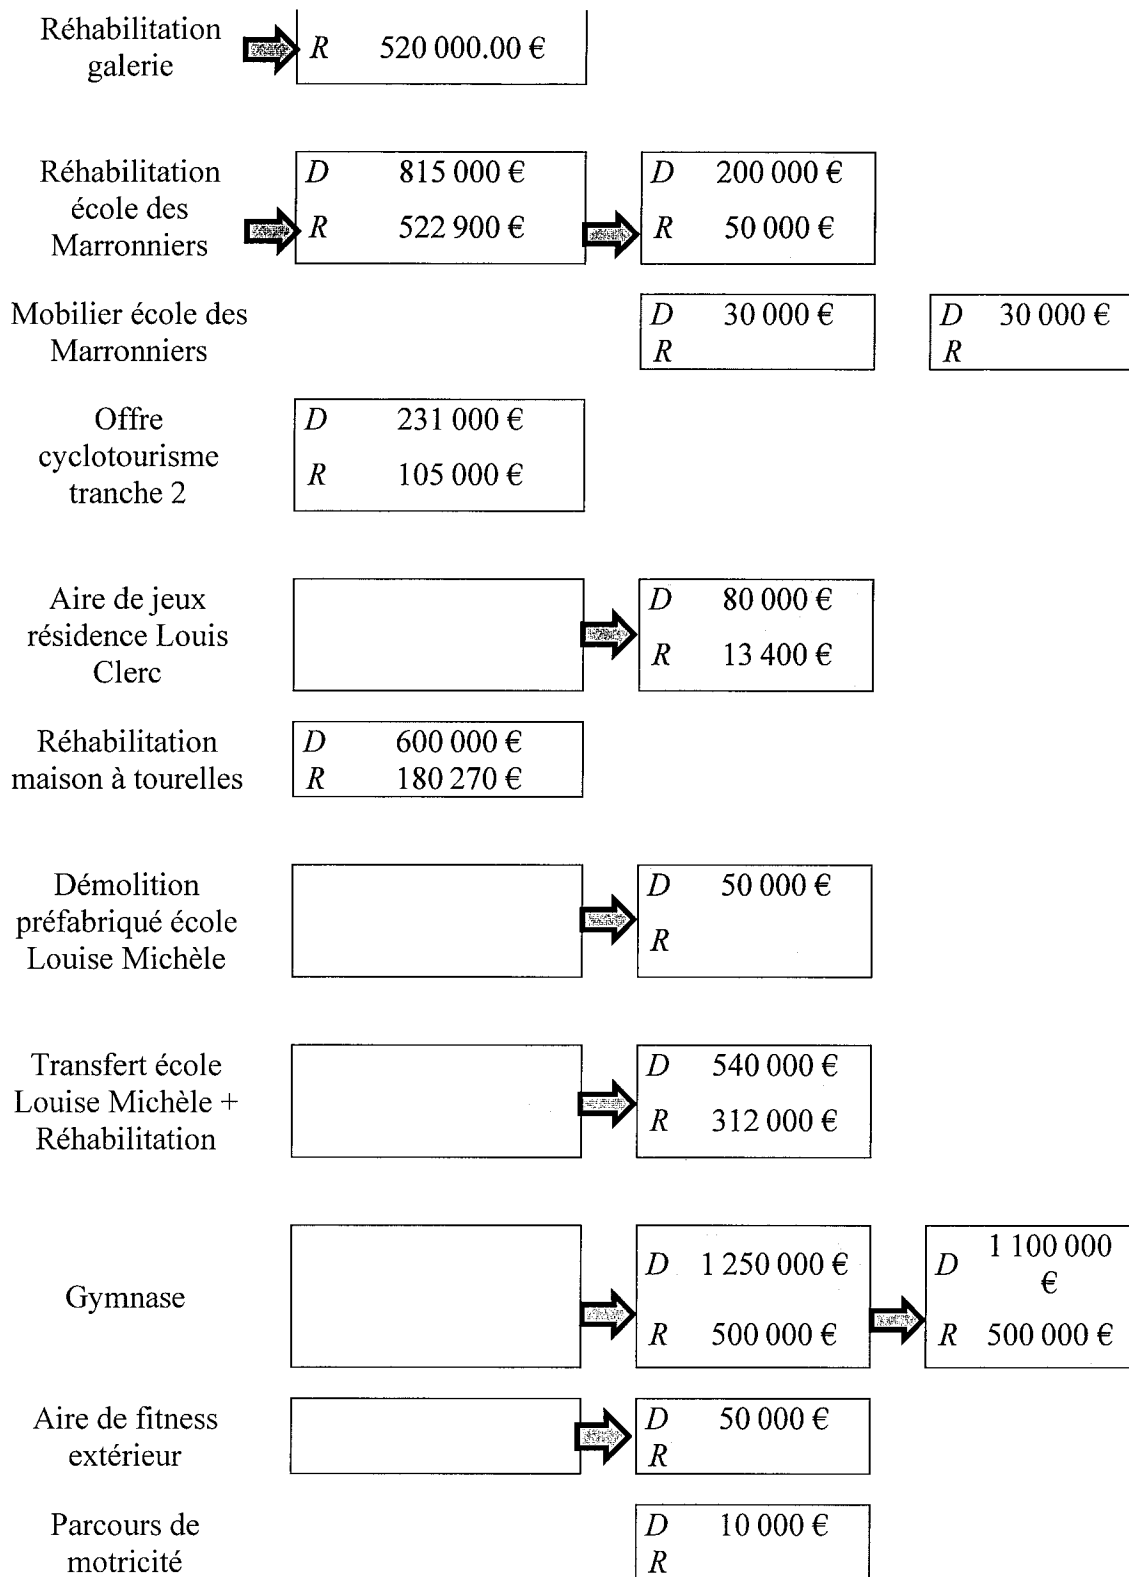 Réhabilitation
galerie
R 520 000.00 €
Réhabilitation
école des
Marronniers
D 815 000 €
R 522 900 €
D 200 000 €
R 50 000 €
Mobilier école des
Marronniers
D 30 000 €
R
D 30 000 €
R
Offre
cyclotourisme
tranche 2
D 231 000 €
R 105 000 €
Aire de jeux
résidence Louis
Clerc
D 80 000 €
R 13 400 €
Réhabilitation
maison à tourelles
D 600 000 €
R 180 270 €
Démolition
préfabriqué école
Louise Michèle
D 50 000 €
R
Transfert école
Louise Michèle +
Réhabilitation
D 540 000 €
R 312 000 €
Gymnase
D 1 250 000 €
R 500 000 €
D 1 100 000
€
R 500 000 €
Aire de fitness
extérieur
D 50 000 €
R
Parcours de
motricité
D 10 000 €
R